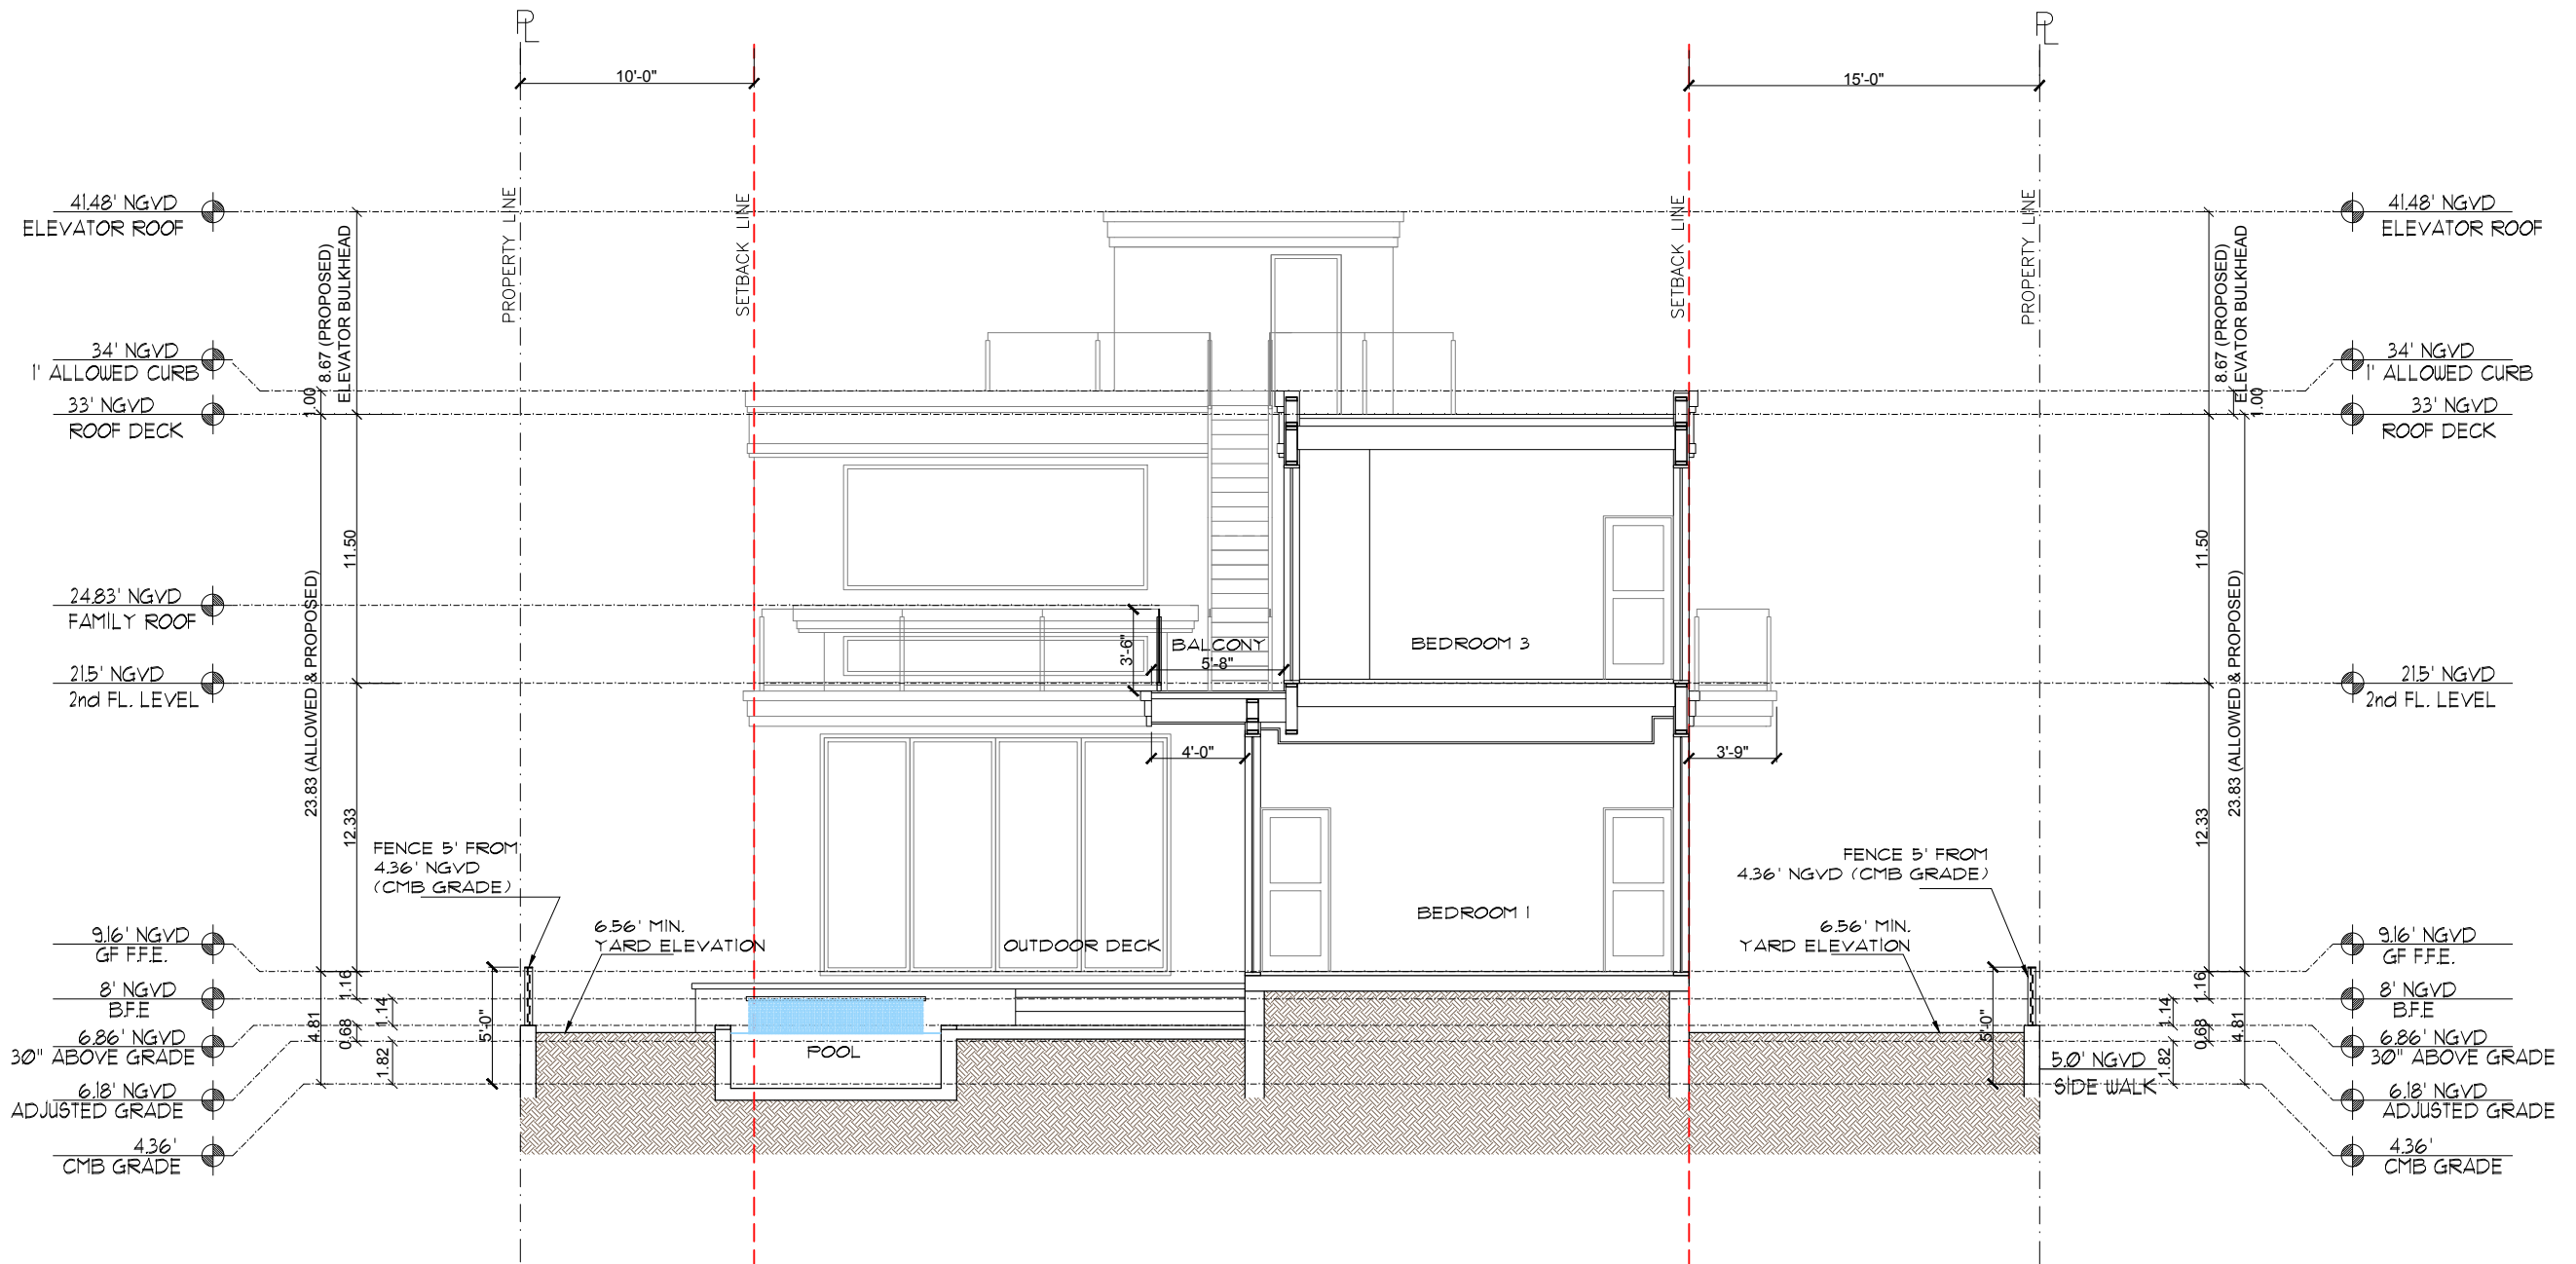 PL
PL
10'-0"
15'-0"
PROPERTY LINE
SETBACK LINE
SETBACK LINE
PROPERTY LINE
41.48' NGVD
ELEVATOR ROOF
34' NGVD
1' ALLOWED CURB
33' NGVD
ROOF DECK
24.83' NGVD
FAMILY ROOF
21.5' NGVD
2nd FL. LEVEL
9.16' NGVD
GF F.F.E.
8' NGVD
B.F.E
6.86' NGVD
30" ABOVE GRADE
6.18' NGVD
ADJUSTED GRADE
4.36'
CMB GRADE
8.67 (PROPOSED)
ELEVATOR BULKHEAD
1.00
11.50
23.83 (ALLOWED & PROPOSED)
12.33
1.16
1.14
4.81
0.68
1.82
5'-0"
FENCE 5' FROM
4.36' NGVD
(CMB GRADE)
6.56' MIN.
YARD ELEVATION
OUTDOOR DECK
POOL
3'-6"
BALCONY
5'-8"
4'-0"
BEDROOM 3
BEDROOM 1
3'-9"
FENCE 5' FROM
4.36' NGVD (CMB GRADE)
6.56' MIN.
YARD ELEVATION
5'-0"
5.0' NGVD
SIDE WALK
8.67 (PROPOSED)
ELEVATOR BULKHEAD
1.00
11.50
23.83 (ALLOWED & PROPOSED)
12.33
1.16
1.14
4.81
0.68
1.82
41.48' NGVD
ELEVATOR ROOF
34' NGVD
1' ALLOWED CURB
33' NGVD
ROOF DECK
21.5' NGVD
2nd FL. LEVEL
9.16' NGVD
GF F.F.E.
8' NGVD
B.F.E
6.86' NGVD
30" ABOVE GRADE
6.18' NGVD
ADJUSTED GRADE
4.36'
CMB GRADE